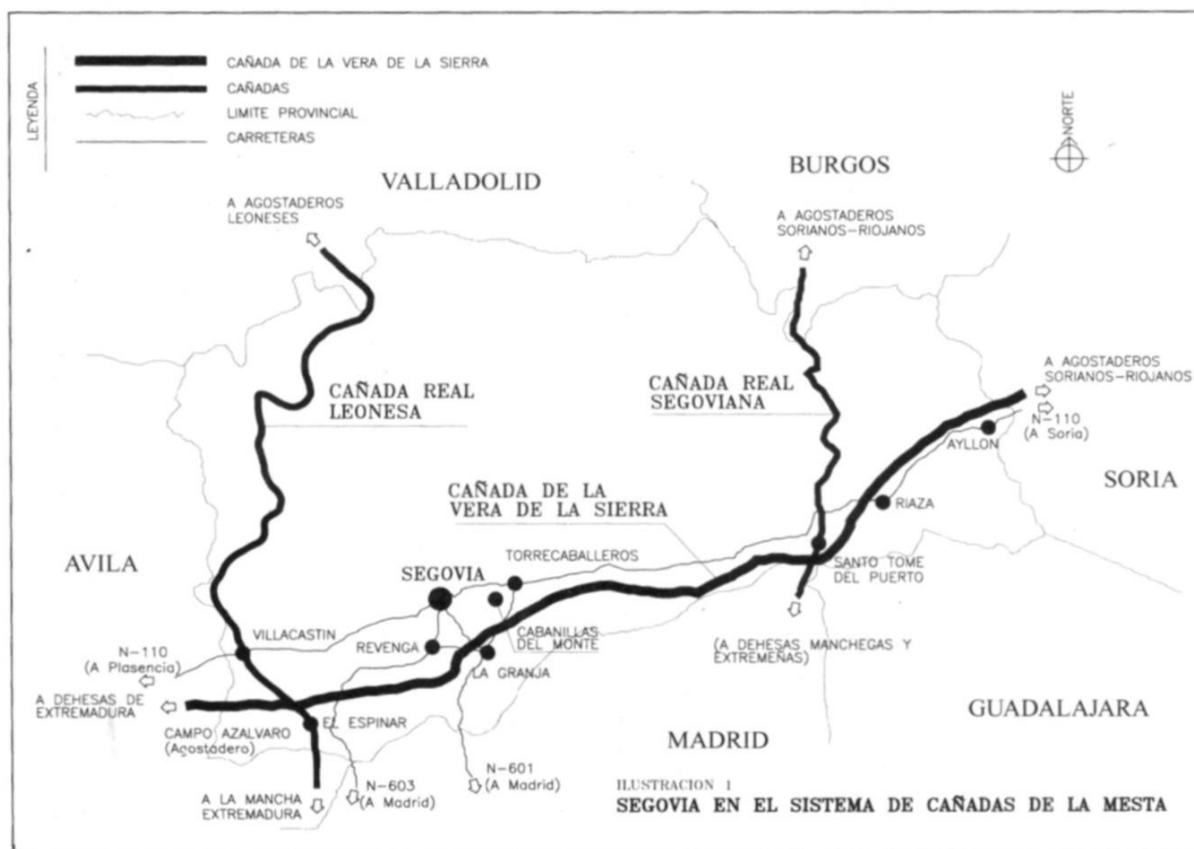 LEYENDA
CAÑADA DE LA VERA DE LA SIERRA
CAÑADAS
LIMITE PROVINCIAL
CARRETERAS
NORTE
VALLADOLID
BURGOS
A AGOSTADEROS
LEONESES
A AGOSTADEROS
SORIANOS-RIOJANOS
A AGOSTADEROS
SORIANOS-RIOJANOS
CAÑADA REAL
LEONESA
CAÑADA REAL
SEGOVIANA
N-110
(A Soria)
AYLLON
SORIA
CAÑADA DE LA
VERA DE LA SIERRA
RIAZA
AVILA
TORRECABALLEROS
SEGOVIA
SANTO TOME
DEL PUERTO
VILLACASTIN
REVENGA
CABANILLAS
DEL MONTE
LA GRANJA
(A DEHESAS MANCHEGAS Y
EXTREMEÑAS)
N-110
(A Plasencia)
A DEHESAS DE
EXTREMADURA
CAMPO AZALVARO
(Agostadero)
EL ESPINAR
GUADALAJARA
MADRID
A LA MANCHA
EXTREMADURA
N-603
(A Madrid)
N-601
(A Madrid)
ILUSTRACION 1
SEGOVIA EN EL SISTEMA DE CAÑADAS DE LA MESTA